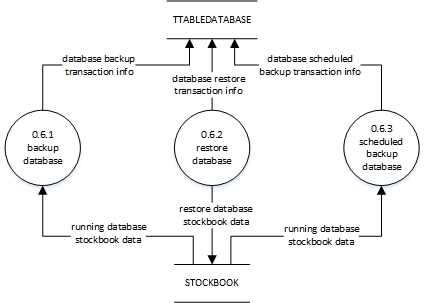 TTABLEDATABASE
database backup
transaction info
database restore
transaction info
database scheduled
backup transaction info
0.6.1
backup
database
0.6.2
restore
database
0.6.3
scheduled
backup
database
running database
stockbook data
restore database
stockbook data
running database
stockbook data
STOCKBOOK